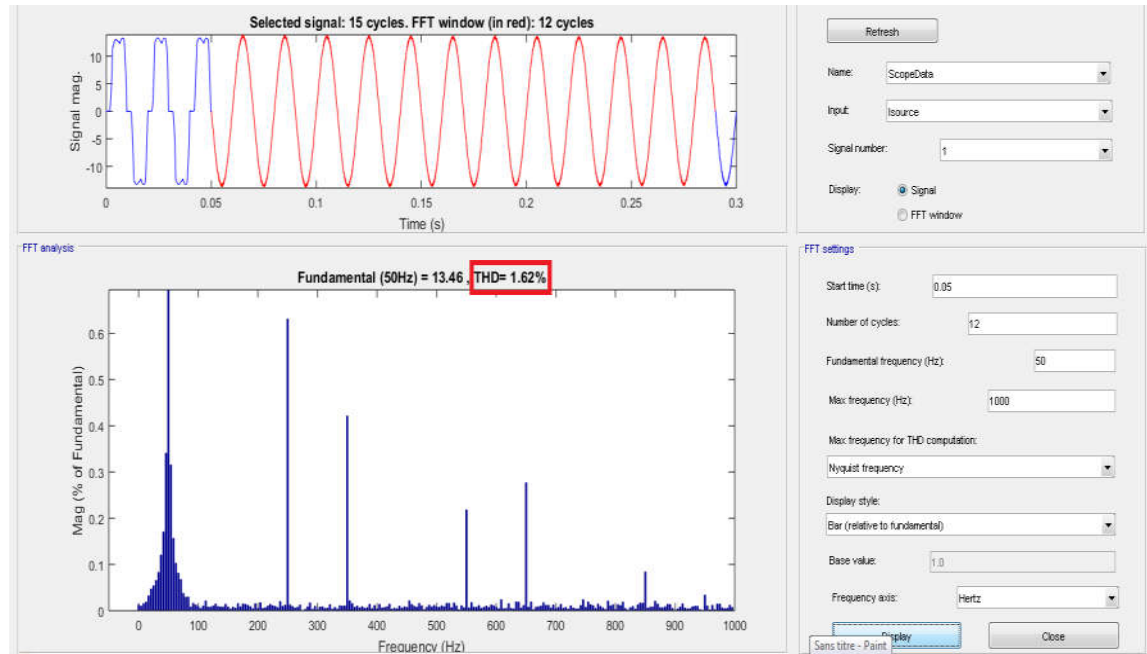 Selected signal: 15 cycles. FFT window (in red): 12 cycles
Signal mag.
10
5
0
-5
-10
0
0.05
0.1
0.15
0.2
0.25
0.3
Time (s)
Refresh
Name:
ScopeData
Input:
Isource
Signal number:
1
Display:
Signal
FFT window
FFT analysis
Fundamental (50Hz) = 13.46 , THD= 1.62%
Mag (% of Fundamental)
0.6
0.5
0.4
0.3
0.2
0.1
0
0
100
200
300
400
500
600
700
800
900
1000
Frequency (Hz)
FFT settings
Start time (s):
0.05
Number of cycles:
12
Fundamental frequency (Hz):
50
Max frequency (Hz):
1000
Max frequency for THD computation:
Nyquist frequency
Display style:
Bar (relative to fundamental)
Base value:
1.0
Frequency axis:
Hertz
Display
Close
Sans titre - Paint